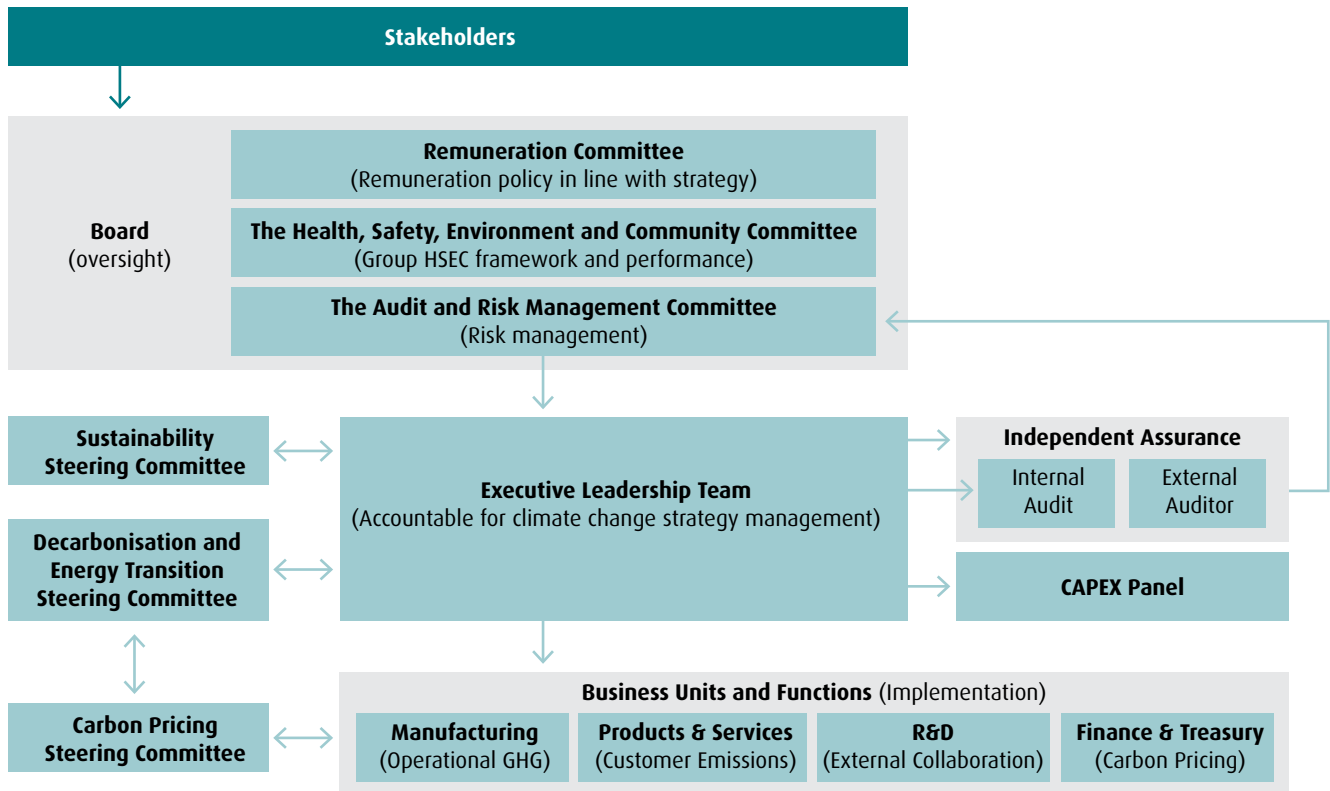 Stakeholders
Board
(oversight)
Remuneration Committee
(Remuneration policy in line with strategy)
The Health, Safety, Environment and Community Committee
(Group HSEC framework and performance)
The Audit and Risk Management Committee
(Risk management)
Sustainability
Steering Committee
Decarbonisation and
Energy Transition
Steering Committee
Carbon Pricing
Steering Committee
Executive Leadership Team
(Accountable for climate change strategy management)
Independent Assurance
Internal
Audit
External
Auditor
CAPEX Panel
Business Units and Functions (Implementation)
Manufacturing
(Operational GHG)
Products & Services
(Customer Emissions)
R&D
(External Collaboration)
Finance & Treasury
(Carbon Pricing)